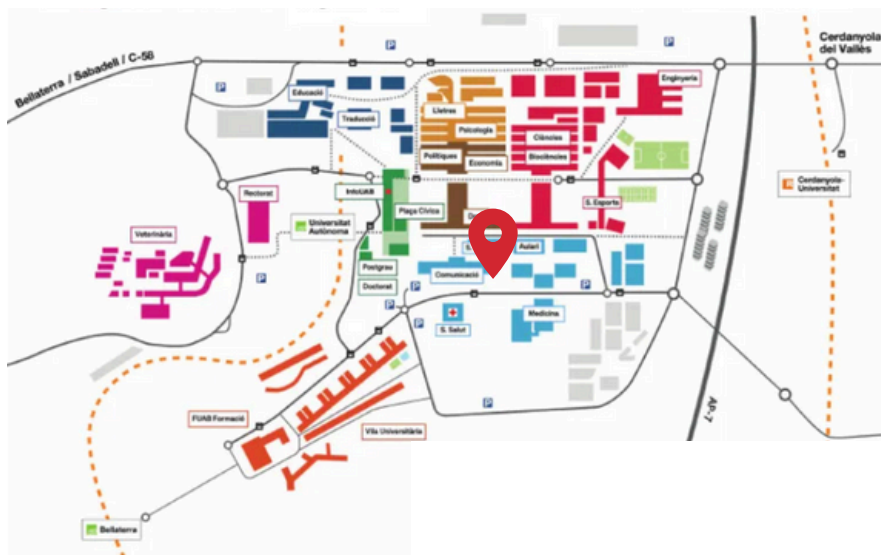 Cerdanyola
del Vallès
Bellaterra / Sabadell / C-58
P
P
Enginyeria
P
Educació
Lletres
Traducció
Psicologia
Ciències
Polítiques
Economia
Biociències
InfoUAB
Rectorat
Cerdanyola-
Universitat
Plaça Cívica
S. Esports
Universitat
Autònoma
Veterinària
Aulari
Postgrau
Comunicació
P
Doctorat
P
P
P
P
S. Salut
Medicina
P
AP-7
FUAB Formació
Vila Universitària
Bellaterra